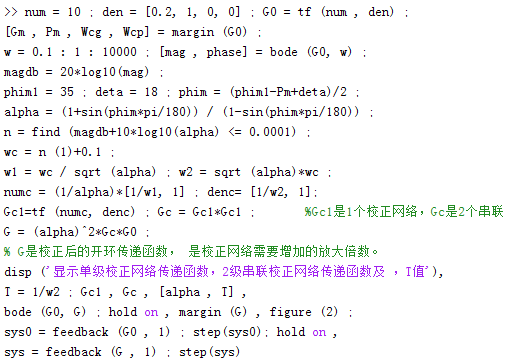 >> num = 10 ; den = [0.2, 1, 0, 0] ; G0 = tf (num , den) ;
[Gm , Pm , Wcg , Wcp] = margin (G0) ;
w = 0.1 : 1 : 10000 ; [mag , phase] = bode (G0, w) ;
magdb = 20*log10(mag) ;
phim1 = 35 ; deta = 18 ; phim = (phim1-Pm+deta)/2 ;
alpha = (1+sin(phim*pi/180)) / (1-sin(phim*pi/180)) ;
n = find (magdb+10*log10(alpha) <= 0.0001) ;
wc = n (1)+0.1 ;
w1 = wc / sqrt (alpha) ; w2 = sqrt (alpha)*wc ;
numc = (1/alpha)*[1/w1, 1] ; denc= [1/w2, 1];
Gc1=tf (numc, denc) ; Gc = Gc1*Gc1 ; %Gc1是1个校正网络，Gc是2个串联
G = (alpha)^2*Gc*G0 ;
% G是校正后的开环传递函数， 是校正网络需要增加的放大倍数。
disp ('显示单级校正网络传递函数，2级串联校正网络传递函数及 ，T值'),
T = 1/w2 ; Gc1 , Gc , [alpha , T] ,
bode (G0, G) ; hold on , margin (G) , figure (2) ;
sys0 = feedback (G0 , 1) ; step(sys0); hold on ,
sys = feedback (G , 1) ; step(sys)